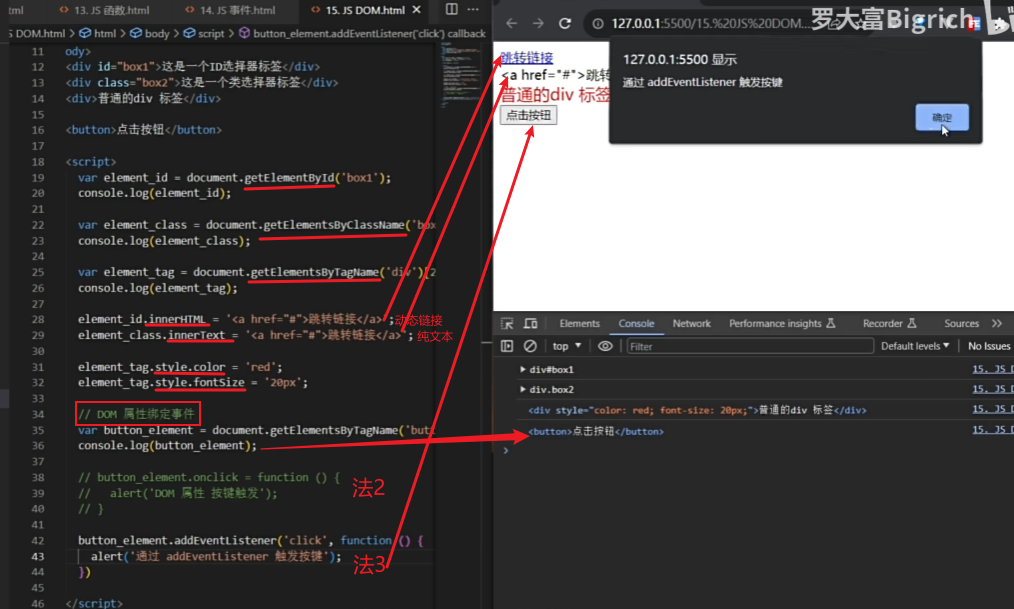 ml
13. JS 函数.html
14. JS 事件.html
15. JS DOM.html
S DOM.html > html > body > script > button_element.addEventListener('click') callback
11 ody>
12 <div id="box1">这是一个ID选择器标签</div>
13 <div class="box2">这是一个类选择器标签</div>
14 <div>普通的div 标签</div>
15
16 <button>点击按钮</button>
17
18 <script>
19 var element_id = document.getElementById('box1');
20 console.log(element_id);
21
22 var element_class = document.getElementsByClassName('box
23 console.log(element_class);
24
25 var element_tag = document.getElementsByTagName('div')[2
26 console.log(element_tag);
27
28 element_id.innerHTML = '<a href="#">跳转链接</a>'; 动态链接
29 element_class.innerText = '<a href="#">跳转链接</a>'; 纯文本
30
31 element_tag.style.color = 'red';
32 element_tag.style.fontSize = '20px';
33
34 // DOM 属性绑定事件
35 var button_element = document.getElementsByTagName('butt
36 console.log(button_element);
37
38 // button_element.onclick = function () {
39 // alert('DOM 属性 按键触发');
法2
40 // }
41
42 button_element.addEventListener('click', function () {
43 alert('通过 addEventListener 触发按键');
法3
44 })
45
46 </script>
127.0.0.1:5500/15.%20JS%20DOM...
罗大富Bigrich
跳转链接
<a href="#">跳转
普通的div 标签
点击按钮
127.0.0.1:5500 显示
通过 addEventListener 触发按键
确定
Elements Console Network Performance insights Recorder Sources
top Filter Default levels No Issues
div#box1 15. JS D
div.box2 15. JS D
<div style="color: red; font-size: 20px;">普通的div 标签</div> 15. JS D
<button>点击按钮</button> 15. JS D